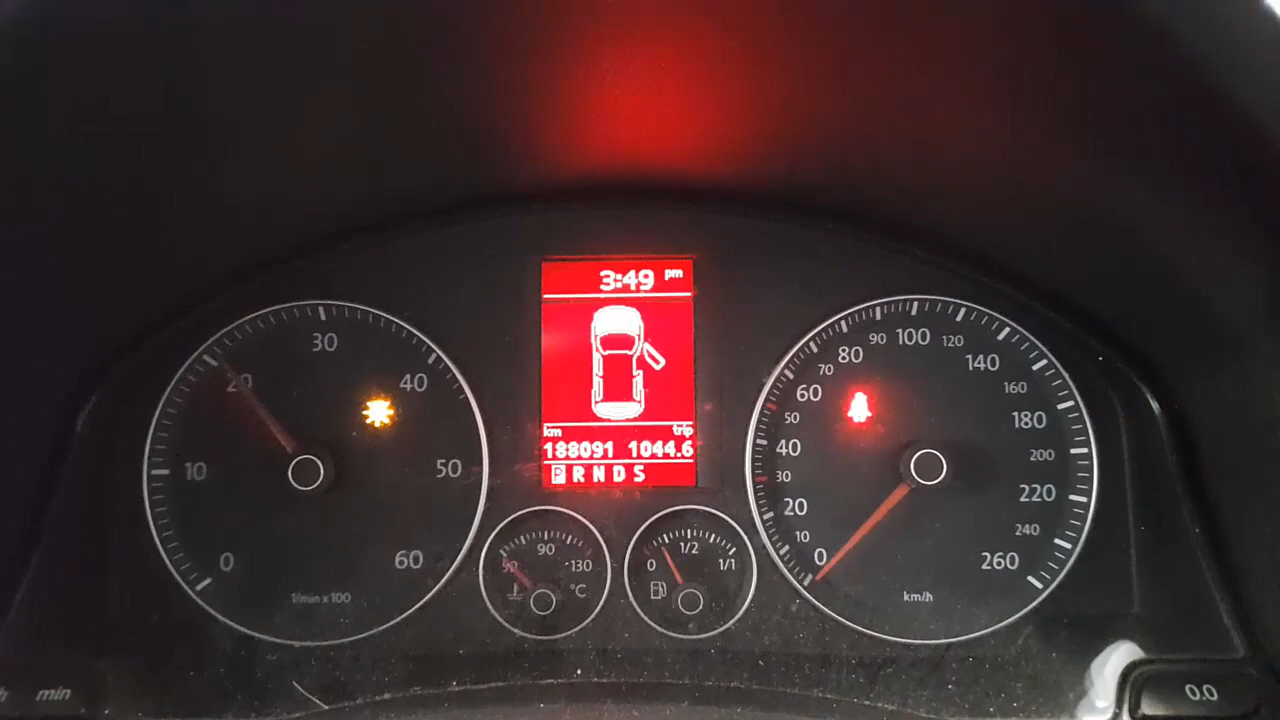 3:49 pm
km trip
188091 1044.6
P R N D S
0 10 20 30 40 50 60
1/min x 100
50 90 130
°C
0 1/2 1/1
0 10 20 30 40 50 60 70 80 90 100 120 140 160 180 200 220 240 260
km/h
min
0.0